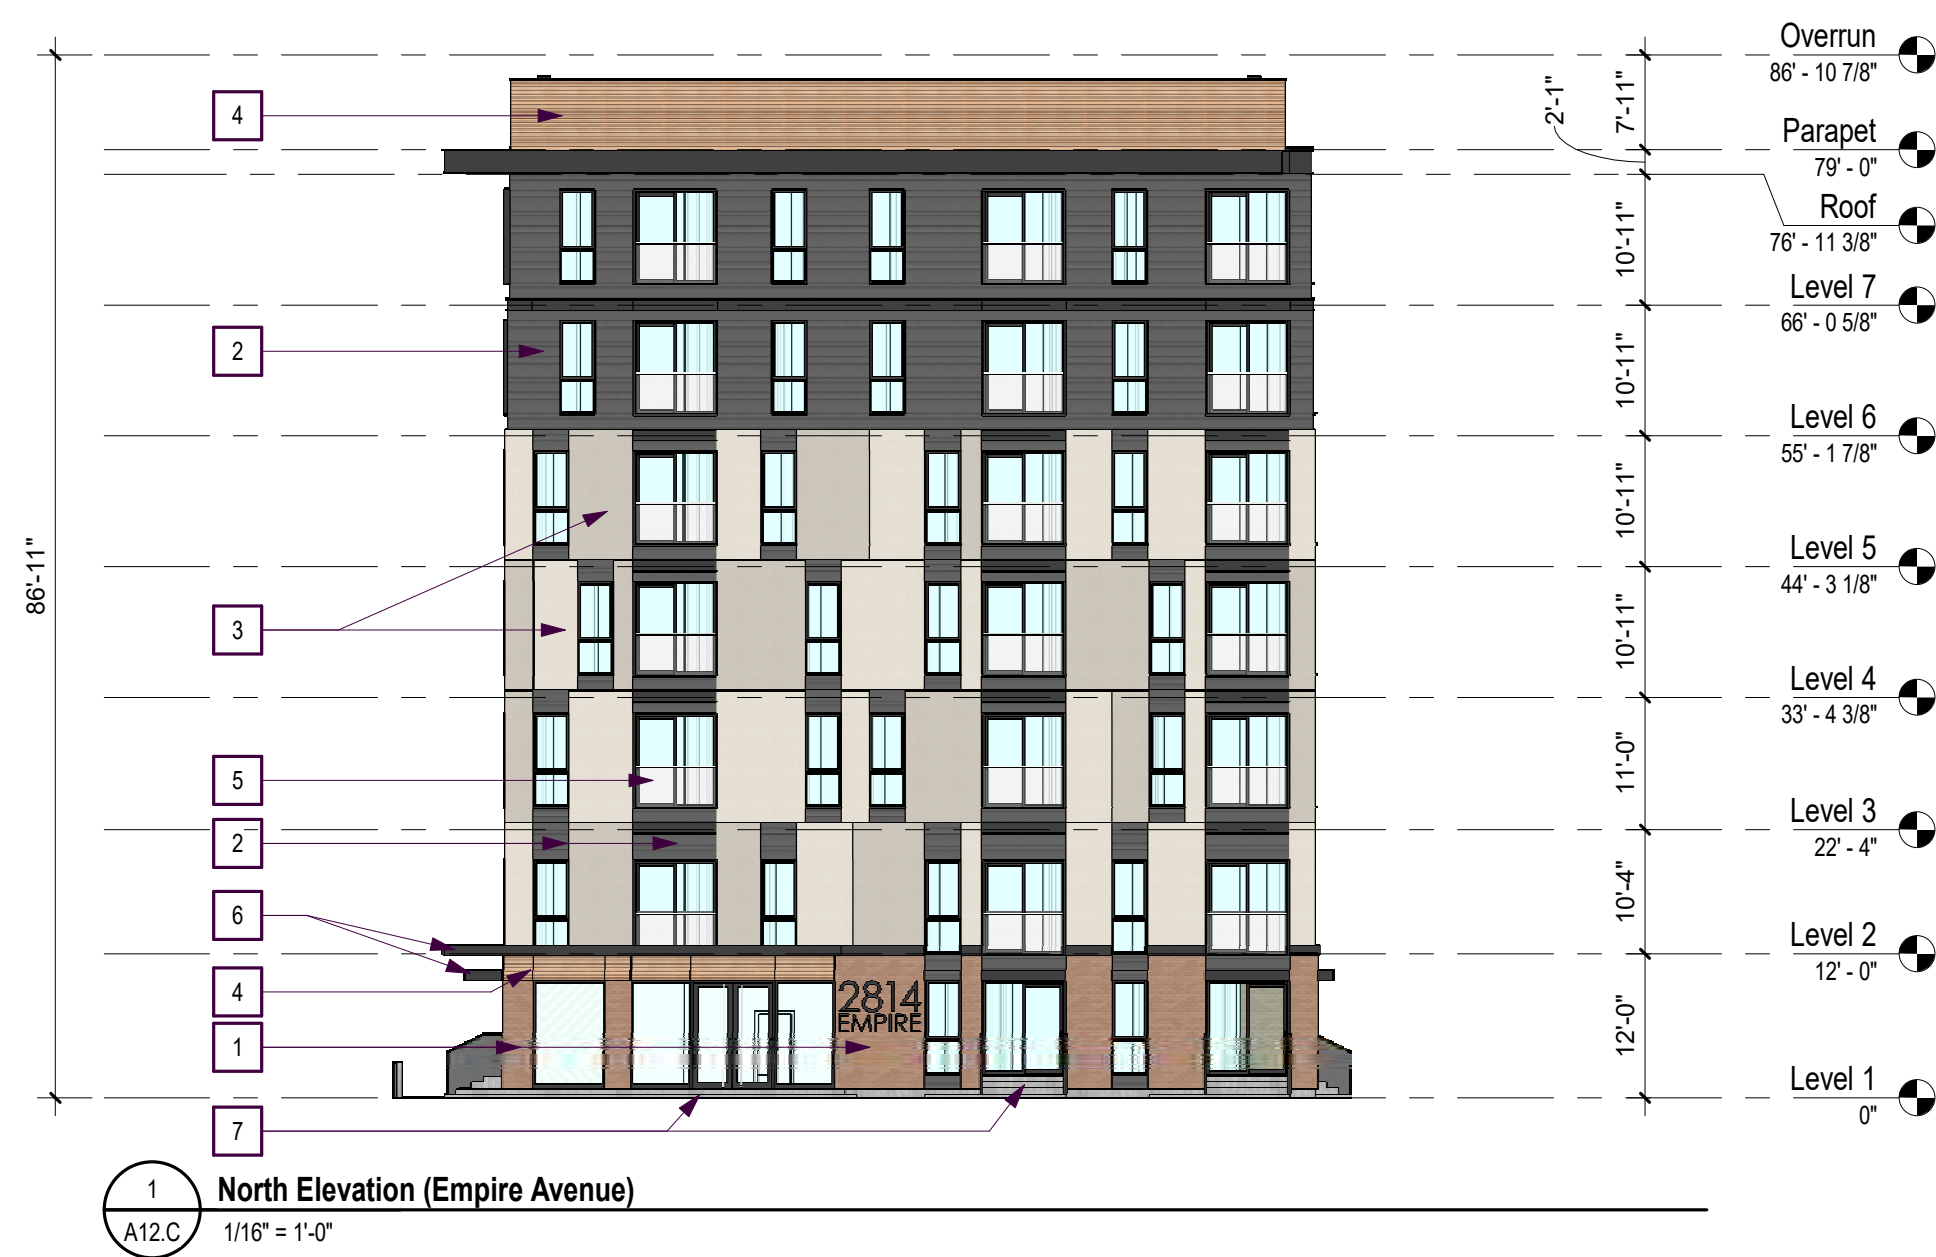 Overrun
86' - 10 7/8"
7'-11"
2'-1"
4
Parapet
79' - 0"
Roof
76' - 11 3/8"
10'-11"
Level 7
66' - 0 5/8"
2
10'-11"
Level 6
55' - 1 7/8"
10'-11"
86'-11"
Level 5
44' - 3 1/8"
3
10'-11"
Level 4
33' - 4 3/8"
5
11'-0"
Level 3
22' - 4"
2
10'-4"
6
Level 2
12' - 0"
4
2814
EMPIRE
1
12'-0"
Level 1
0"
7
1
North Elevation (Empire Avenue)
A12.C
1/16" = 1'-0"